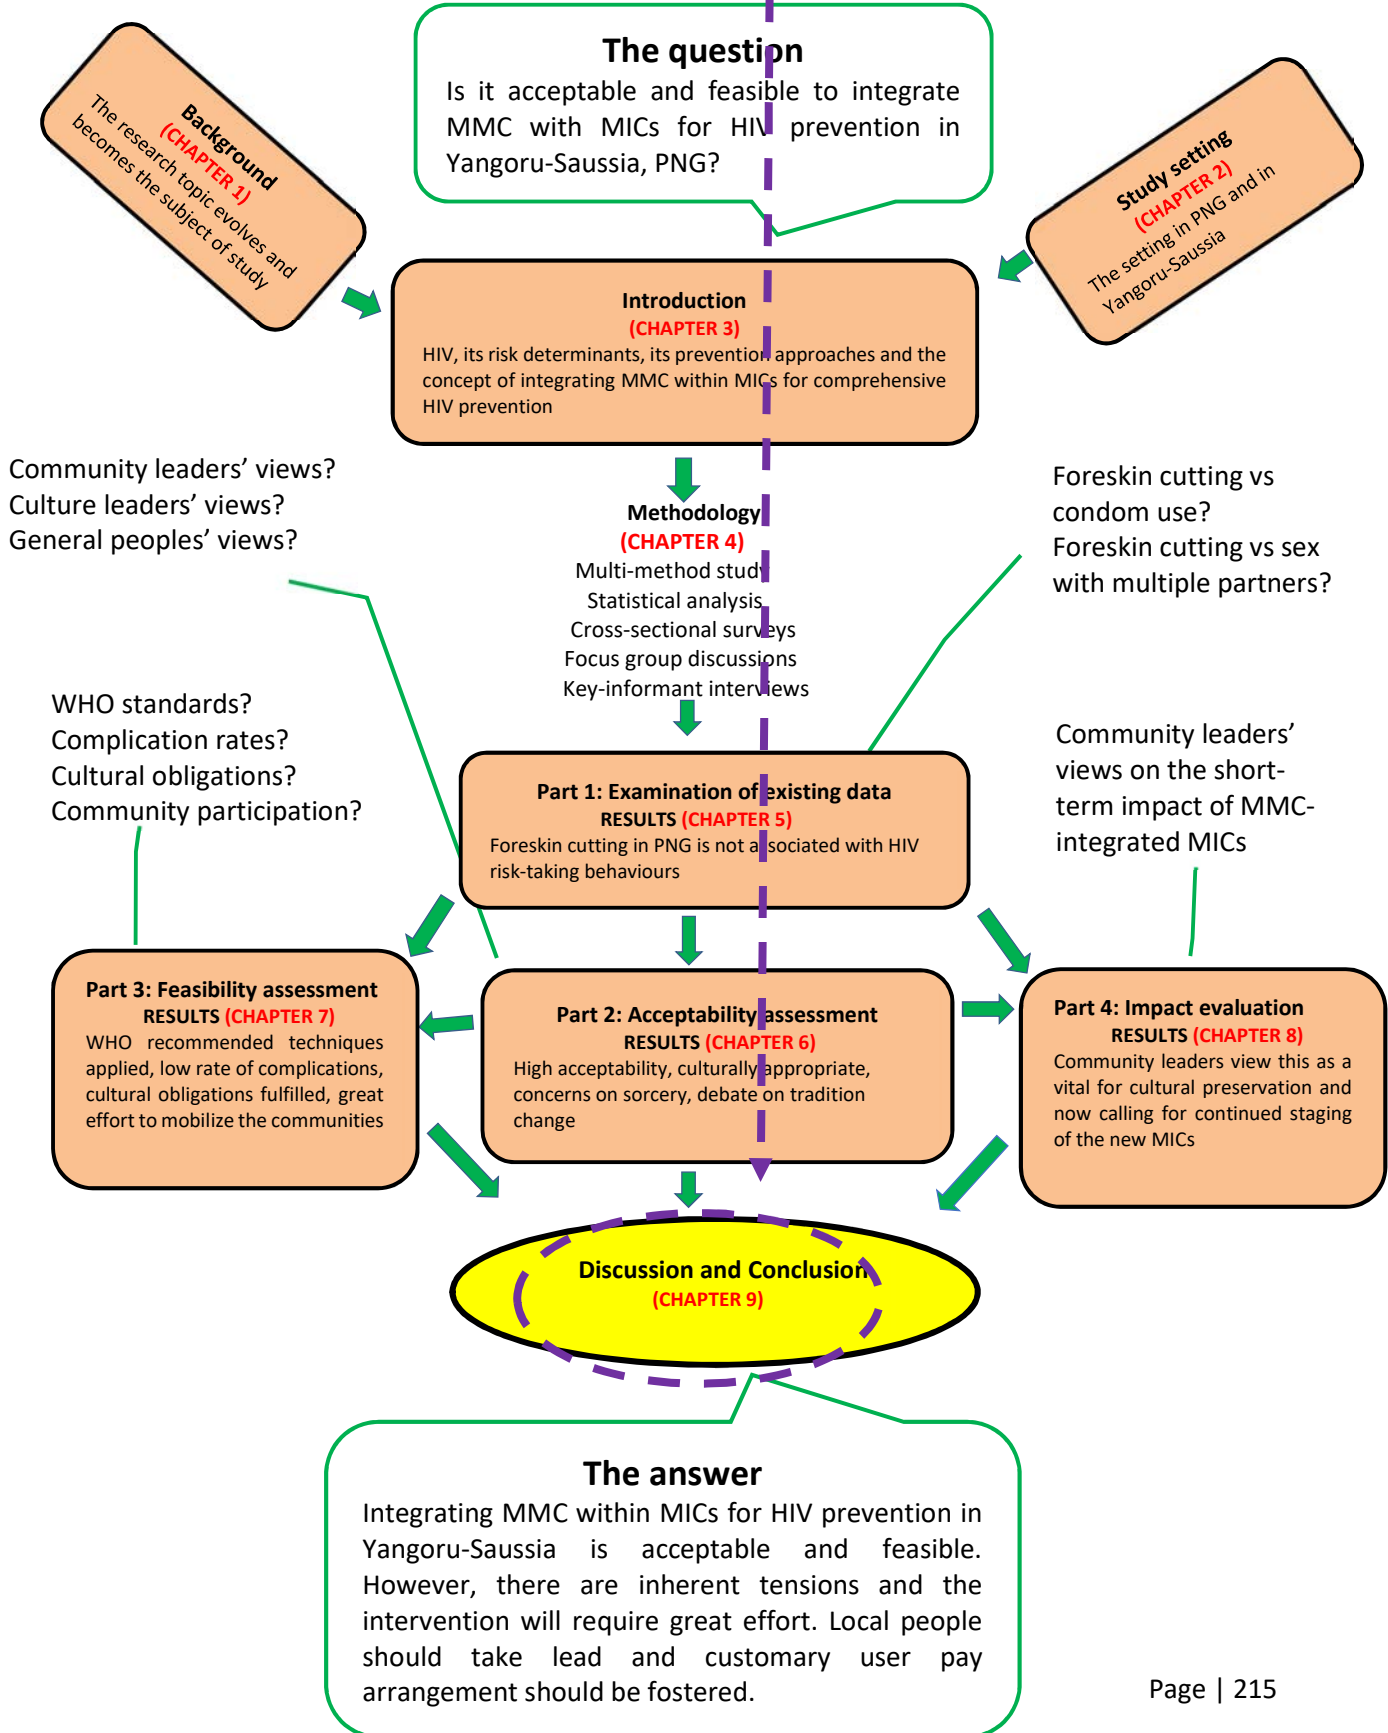 The question
Is it acceptable and feasible to integrate
MMC with MICs for HIV prevention in
Yangoru-Saussia, PNG?
Background
(CHAPTER 1)
The research topic evolves and
becomes the subject of study
Study setting
(CHAPTER 2)
The setting in PNG and in
Yangoru-Saussia
Introduction
(CHAPTER 3)
HIV, its risk determinants, its prevention approaches and the
concept of integrating MMC within MICs for comprehensive
HIV prevention
Community leaders’ views?
Culture leaders’ views?
General peoples’ views?
Foreskin cutting vs
condom use?
Foreskin cutting vs sex
with multiple partners?
Methodology
(CHAPTER 4)
Multi-method study
Statistical analysis
Cross-sectional surveys
Focus group discussions
Key-informant interviews
WHO standards?
Complication rates?
Cultural obligations?
Community participation?
Community leaders’
views on the short-
term impact of MMC-
integrated MICs
Part 1: Examination of existing data
RESULTS (CHAPTER 5)
Foreskin cutting in PNG is not associated with HIV
risk-taking behaviours
Part 3: Feasibility assessment
RESULTS (CHAPTER 7)
WHO recommended techniques
applied, low rate of complications,
cultural obligations fulfilled, great
effort to mobilize the communities
Part 2: Acceptability assessment
RESULTS (CHAPTER 6)
High acceptability, culturally appropriate,
concerns on sorcery, debate on tradition
change
Part 4: Impact evaluation
RESULTS (CHAPTER 8)
Community leaders view this as a
vital for cultural preservation and
now calling for continued staging
of the new MICs
Discussion and Conclusion
(CHAPTER 9)
The answer
Integrating MMC within MICs for HIV prevention in
Yangoru-Saussia is acceptable and feasible.
However, there are inherent tensions and the
intervention will require great effort. Local people
should take lead and customary user pay
arrangement should be fostered.
Page | 215